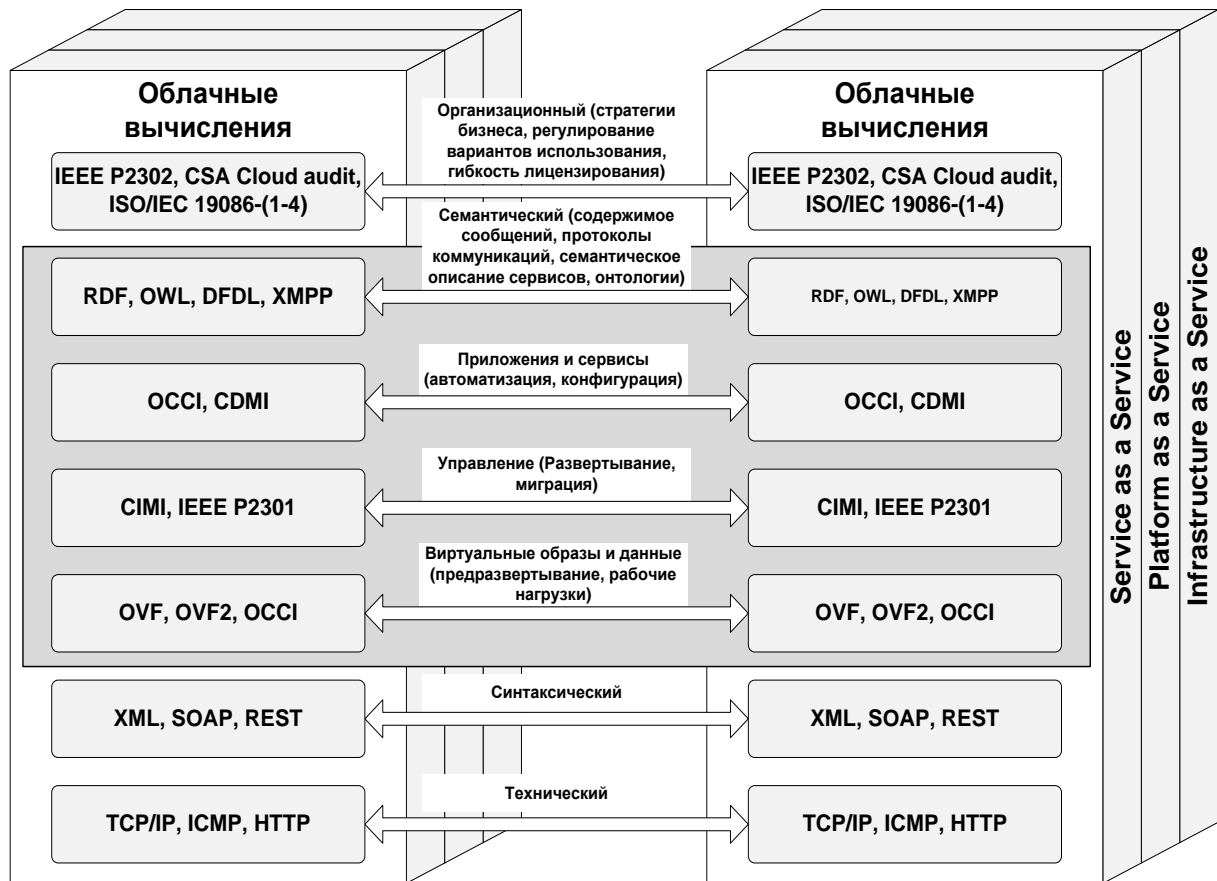 Облачные
вычисления
Облачные
вычисления
Организационный (стратегии
бизнеса, регулирование
вариантов использования,
гибкость лицензирования)
IEEE P2302, CSA Cloud audit,
ISO/IEC 19086-(1-4)
IEEE P2302, CSA Cloud audit,
ISO/IEC 19086-(1-4)
Семантический (содержимое
сообщений, протоколы
коммуникаций, семантическое
описание сервисов, онтологии)
RDF, OWL, DFDL, XMPP
RDF, OWL, DFDL, XMPP
Приложения и сервисы
(автоматизация, конфигурация)
OCCI, CDMI
OCCI, CDMI
Управление (Развертывание,
миграция)
CIMI, IEEE P2301
CIMI, IEEE P2301
Виртуальные образы и данные
(предразвертывание, рабочие
нагрузки)
OVF, OVF2, OCCI
OVF, OVF2, OCCI
Синтаксический
XML, SOAP, REST
XML, SOAP, REST
Технический
TCP/IP, ICMP, HTTP
TCP/IP, ICMP, HTTP
Service as a Service
Platform as a Service
Infrastructure as a Service